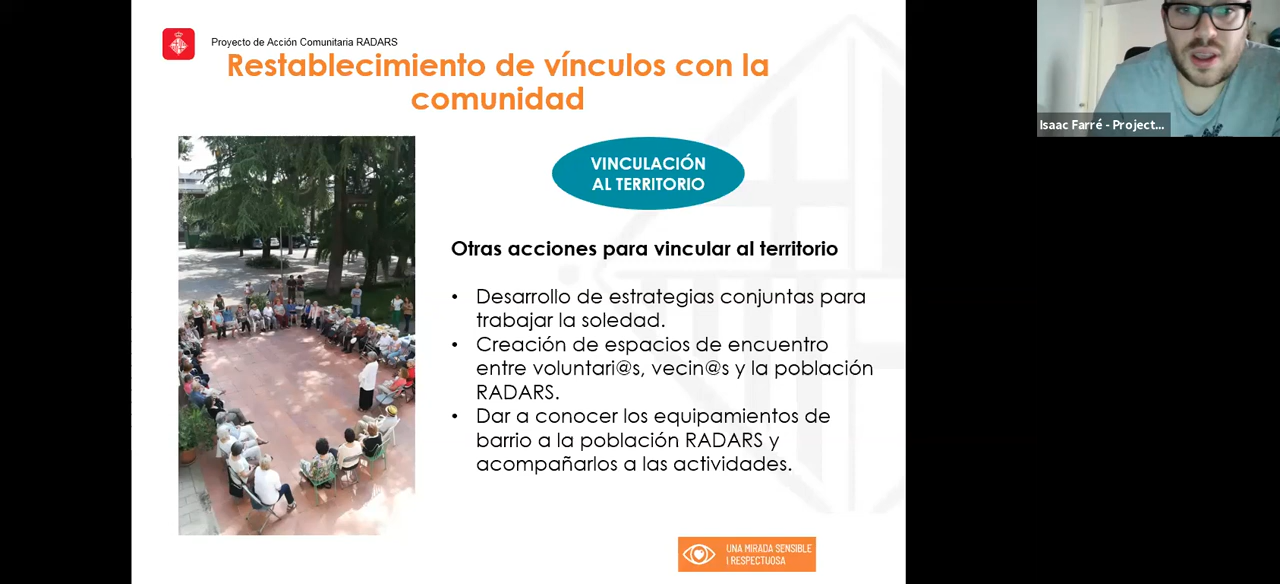 Proyecto de Acción Comunitaria RADARS
Restablecimiento de vínculos con la
comunidad
VINCULACIÓN
AL TERRITORIO
Otras acciones para vincular al territorio
• Desarrollo de estrategias conjuntas para
trabajar la soledad.
• Creación de espacios de encuentro
entre voluntari@s, vecin@s y la población
RADARS.
• Dar a conocer los equipamientos de
barrio a la población RADARS y
acompañarlos a las actividades.
UNA MIRADA SENSIBLE
I RESPECTUOSA
Isaac Farré - Project...